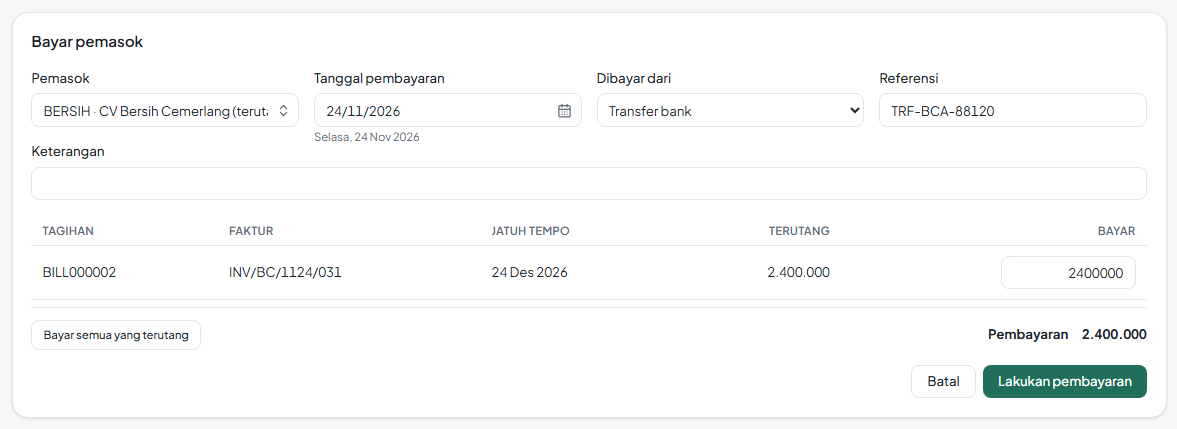 Bayar pemasok
Pemasok Tanggal pembayaran Dibayar dari Referensi
BERSIH · CV Bersih Cemerlang 24/11/2026 Transfer bank TRF-BCA-88120
Selasa, 24 Nov 2026
Keterangan
TAGIHAN FAKTUR JATUH TEMPO TERUTANG BAYAR
BILL000002 INV/BC/1124/031 24 Des 2026 2.400.000 2400000
Bayar semua yang terutang Pembayaran 2.400.000
Batal Lakukan pembayaran